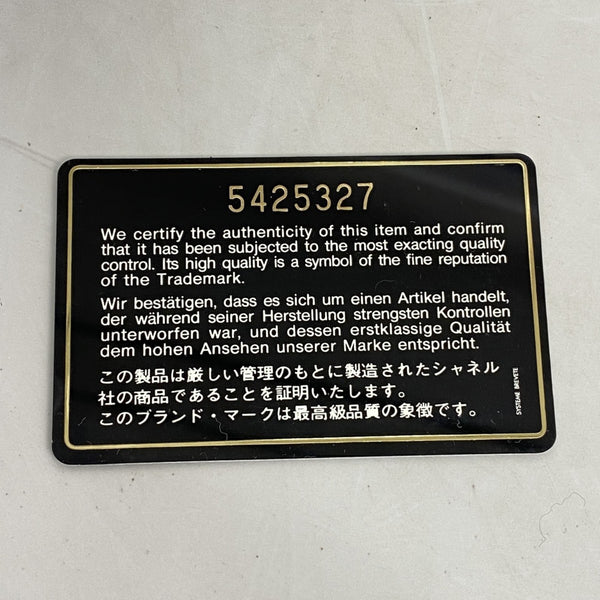 5425327
We certify the authenticity of this item and confirm
that it has been subjected to the most exacting quality
control. Its high quality is a symbol of the fine reputation
of the Trademark.
Wir bestätigen, dass es sich um einen Artikel handelt,
der während seiner Herstellung strengsten Kontrollen
unterworfen war, und dessen erstklassige Qualität
dem hohen Ansehen unserer Marke entspricht.
この製品は厳しい管理のもとに製造されたシャネル
社の商品であることを証明いたします。
このブランド・マークは最高級品質の象徴です。
SYSTEME BREVETE